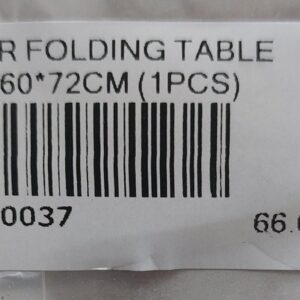 R FOLDING TABLE
60*72CM (1PCS)
0037
66.